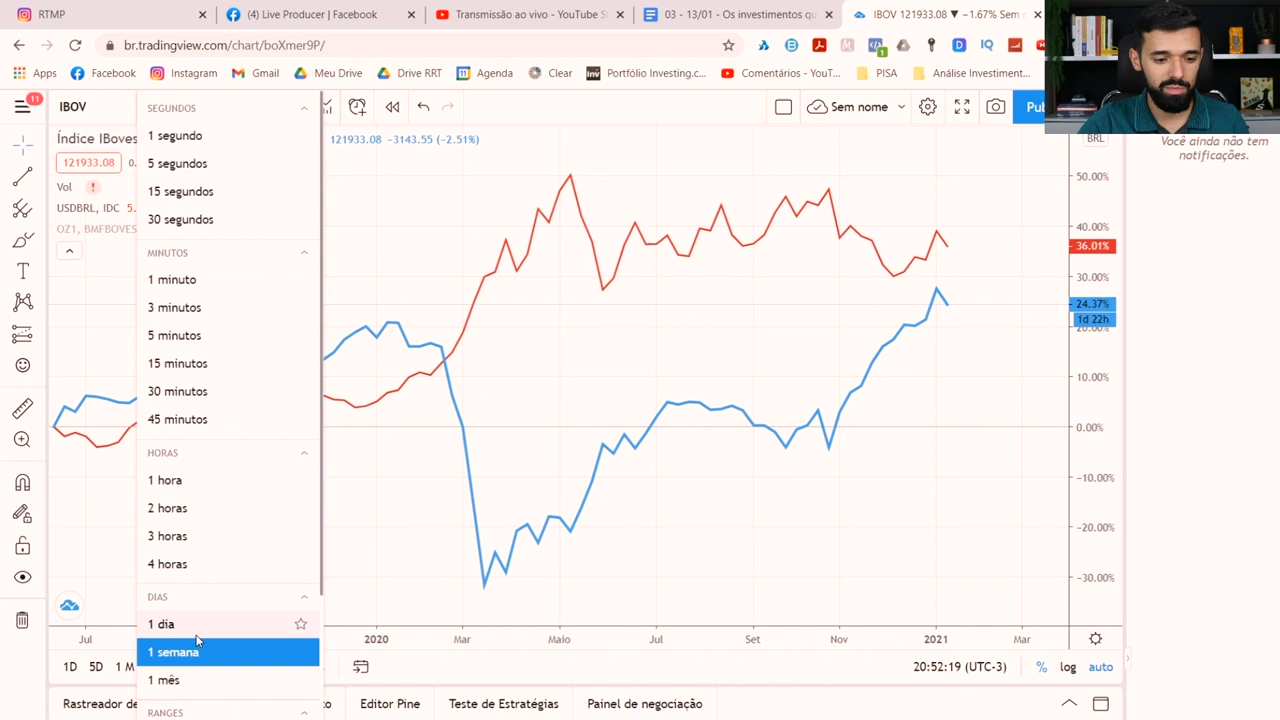 RTMP
(4) Live Producer | Facebook
Transmissão ao vivo - YouTube S
03 - 13/01 - Os investimentos qu
IBOV 121933.08 ▼ −1.67% Sem n
br.tradingview.com/chart/boXmer9P/
Apps
Facebook
Instagram
Gmail
Meu Drive
Drive RRT
Agenda
Clear
Portfólio Investing.c...
Comentários - YouT...
PISA
Análise Investiment...
11
IBOV
Sem nome
Pub
Índice IBoves
121933.08 −3143.55 (−2.51%)
BRL
Você ainda não tem
notificações.
121933.08
0.
Vol
USDBRL, IDC 5.
OZ1, BMFBOVES
SEGUNDOS
1 segundo
5 segundos
15 segundos
30 segundos
MINUTOS
1 minuto
3 minutos
5 minutos
15 minutos
30 minutos
45 minutos
HORAS
1 hora
2 horas
3 horas
4 horas
DIAS
1 dia
1 semana
1 mês
RANGES
50.00%
40.00%
36.01%
30.00%
24.37%
1d 22h
20.00%
10.00%
0.00%
−10.00%
−20.00%
−30.00%
Jul
2020
Mar
Maio
Jul
Set
Nov
2021
Mar
1D
5D
1 M
20:52:19 (UTC-3)
%
log
auto
Rastreador de
to
Editor Pine
Teste de Estratégias
Painel de negociação